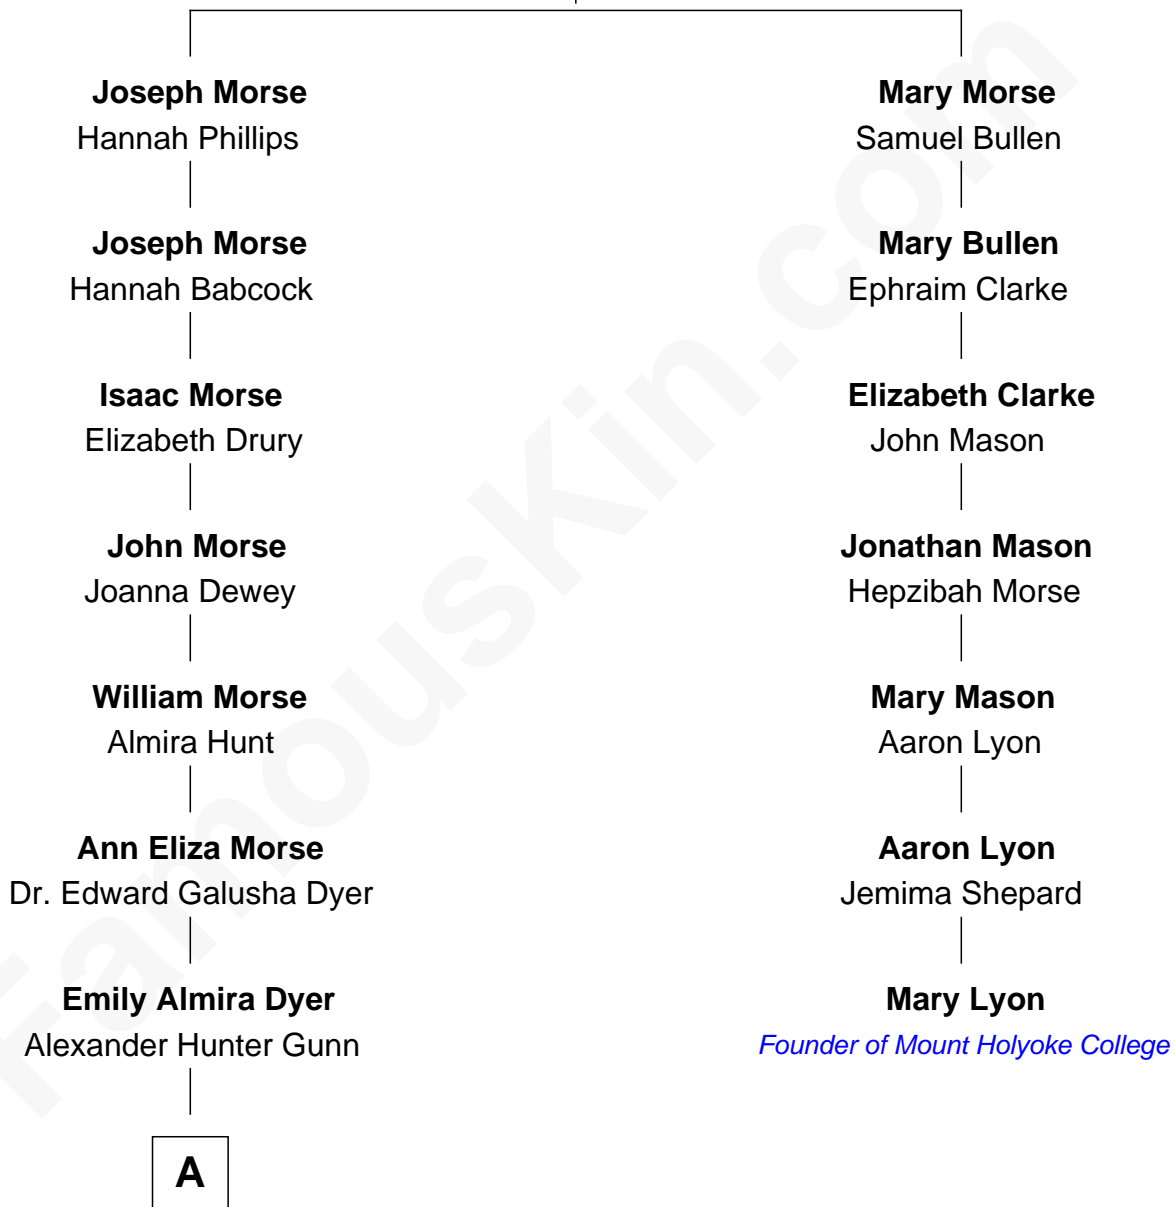 Joseph Morse
Hannah Phillips
Joseph Morse
Hannah Babcock
Isaac Morse
Elizabeth Drury
John Morse
Joanna Dewey
William Morse
Almira Hunt
Ann Eliza Morse
Dr. Edward Galusha Dyer
Emily Almira Dyer
Alexander Hunter Gunn
A
Mary Morse
Samuel Bullen
Mary Bullen
Ephraim Clarke
Elizabeth Clarke
John Mason
Jonathan Mason
Hepzibah Morse
Mary Mason
Aaron Lyon
Aaron Lyon
Jemima Shepard
Mary Lyon
Founder of Mount Holyoke College
FamousKin.com